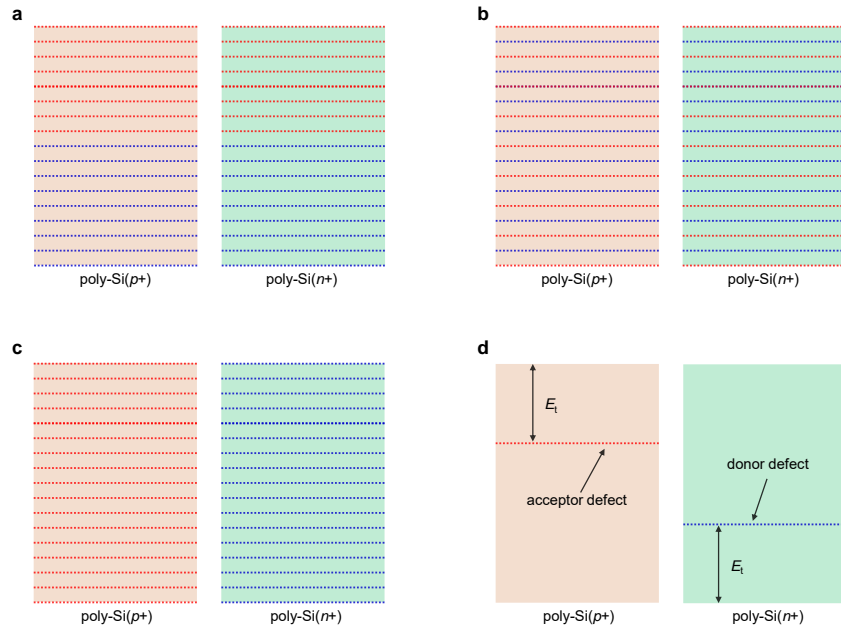 a
poly-Si(p+)
poly-Si(n+)
b
poly-Si(p+)
poly-Si(n+)
c
poly-Si(p+)
poly-Si(n+)
d
Et
acceptor defect
donor defect
Et
poly-Si(p+)
poly-Si(n+)